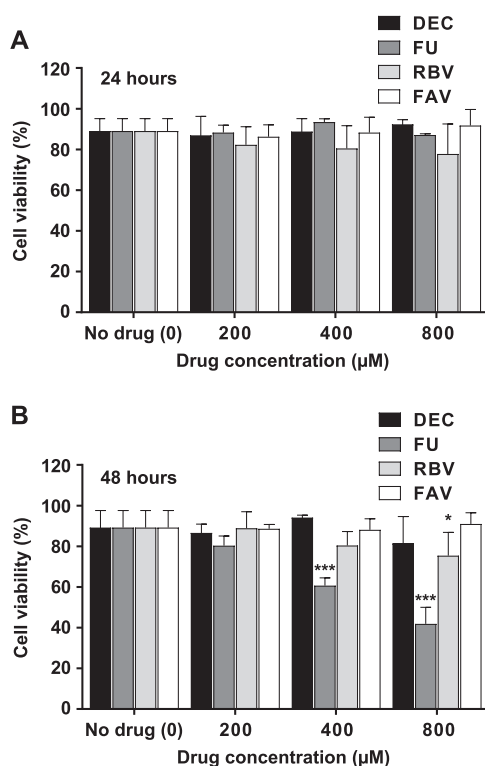 A
DEC
FU
RBV
FAV
24 hours
120
100
80
60
40
20
0
Cell viability (%)
No drug (0) 200 400 800
Drug concentration (µM)
B
DEC
FU
RBV
FAV
48 hours
120
100
80
60
40
20
0
Cell viability (%)
***
***
*
No drug (0) 200 400 800
Drug concentration (µM)